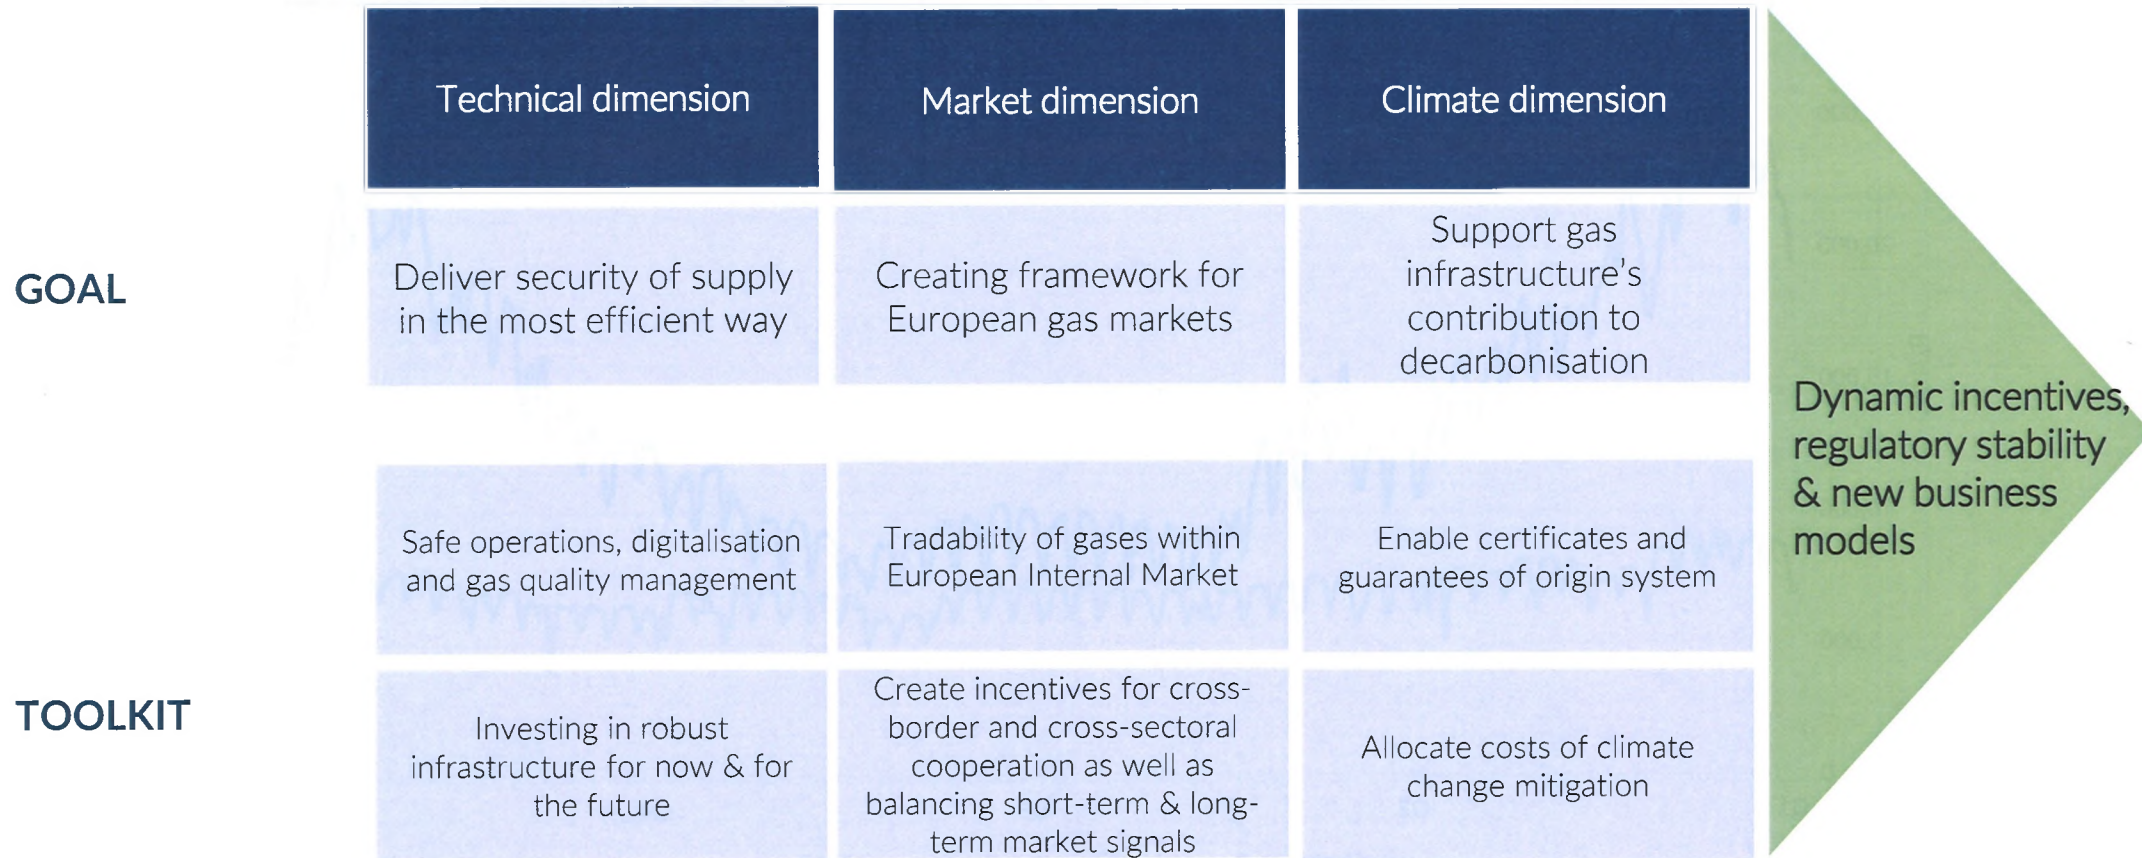 Technical dimension
Market dimension
Climate dimension
GOAL
Deliver security of supply
in the most efficient way
Creating framework for
European gas markets
Support gas
infrastructure's
contribution to
decarbonisation
TOOLKIT
Safe operations, digitalisation
and gas quality management
Tradability of gases within
European Internal Market
Enable certificates and
guarantees of origin system
Investing in robust
infrastructure for now & for
the future
Create incentives for cross-
border and cross-sectoral
cooperation as well as
balancing short-term & long-
term market signals
Allocate costs of climate
change mitigation
Dynamic incentives,
regulatory stability
& new business
models